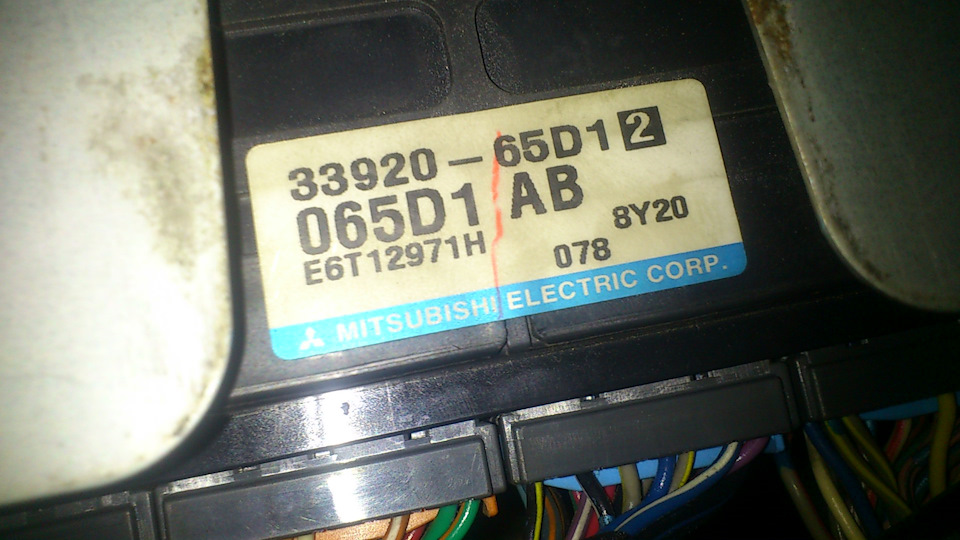 33920-65D1 2
065D1 AB
E6T12971H 078 8Y20
MITSUBISHI ELECTRIC CORP.